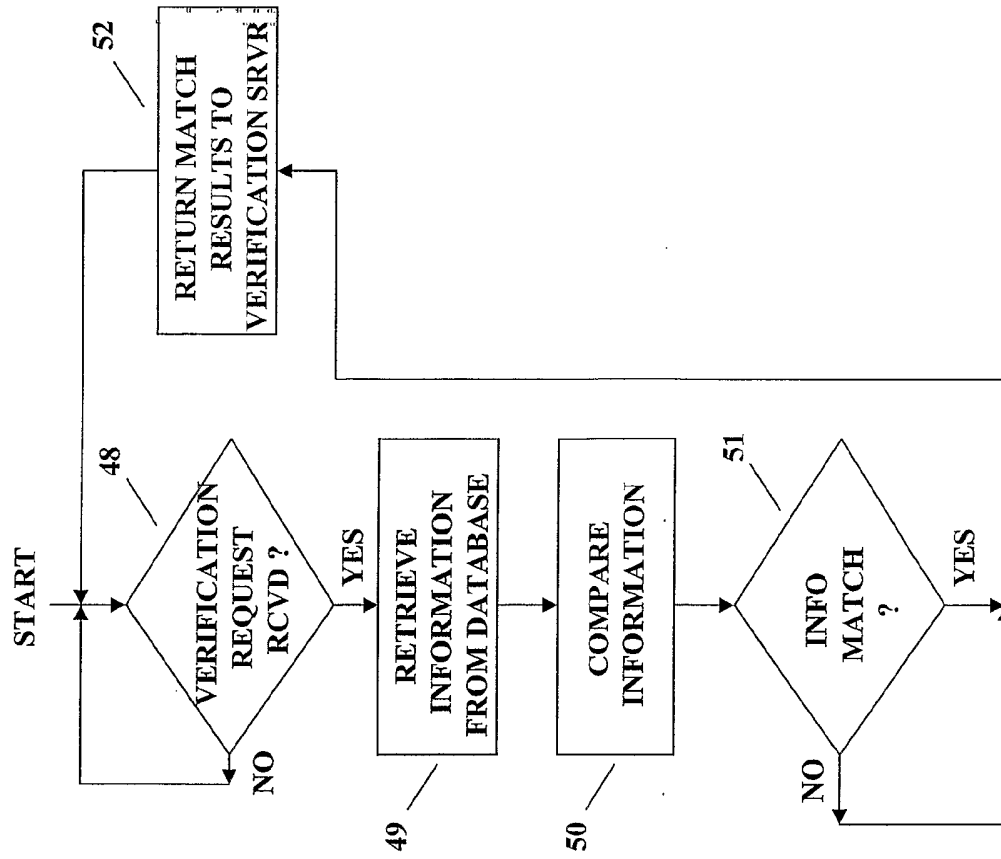 START
48
VERIFICATION
REQUEST
RCVD ?
NO
YES
49
RETRIEVE
INFORMATION
FROM DATABASE
50
COMPARE
INFORMATION
51
INFO
MATCH
?
NO
YES
52
RETURN MATCH
RESULTS TO
VERIFICATION SRVR